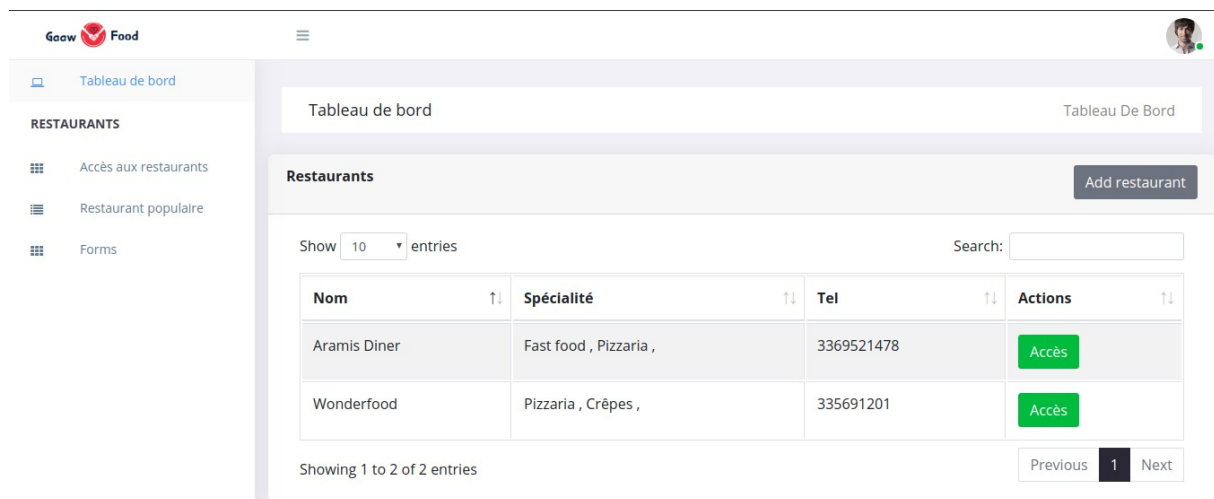 Gaaw Food
Tableau de bord
RESTAURANTS
Accès aux restaurants
Restaurant populaire
Forms
Tableau de bord
Tableau De Bord
Restaurants
Add restaurant
Show 10 entries
Search:
Nom Spécialité Tel Actions
Aramis Diner Fast food , Pizzaria , 3369521478 Accès
Wonderfood Pizzaria , Crêpes , 335691201 Accès
Showing 1 to 2 of 2 entries
Previous 1 Next